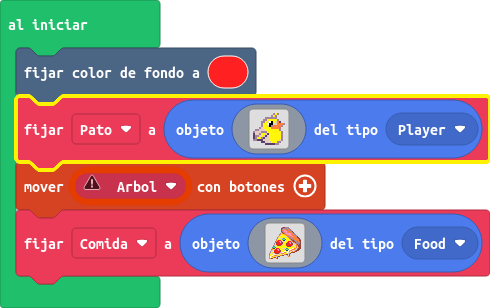 al iniciar
fijar color de fondo a
fijar Pato a objeto del tipo Player
mover Arbol con botones
fijar Comida a objeto del tipo Food